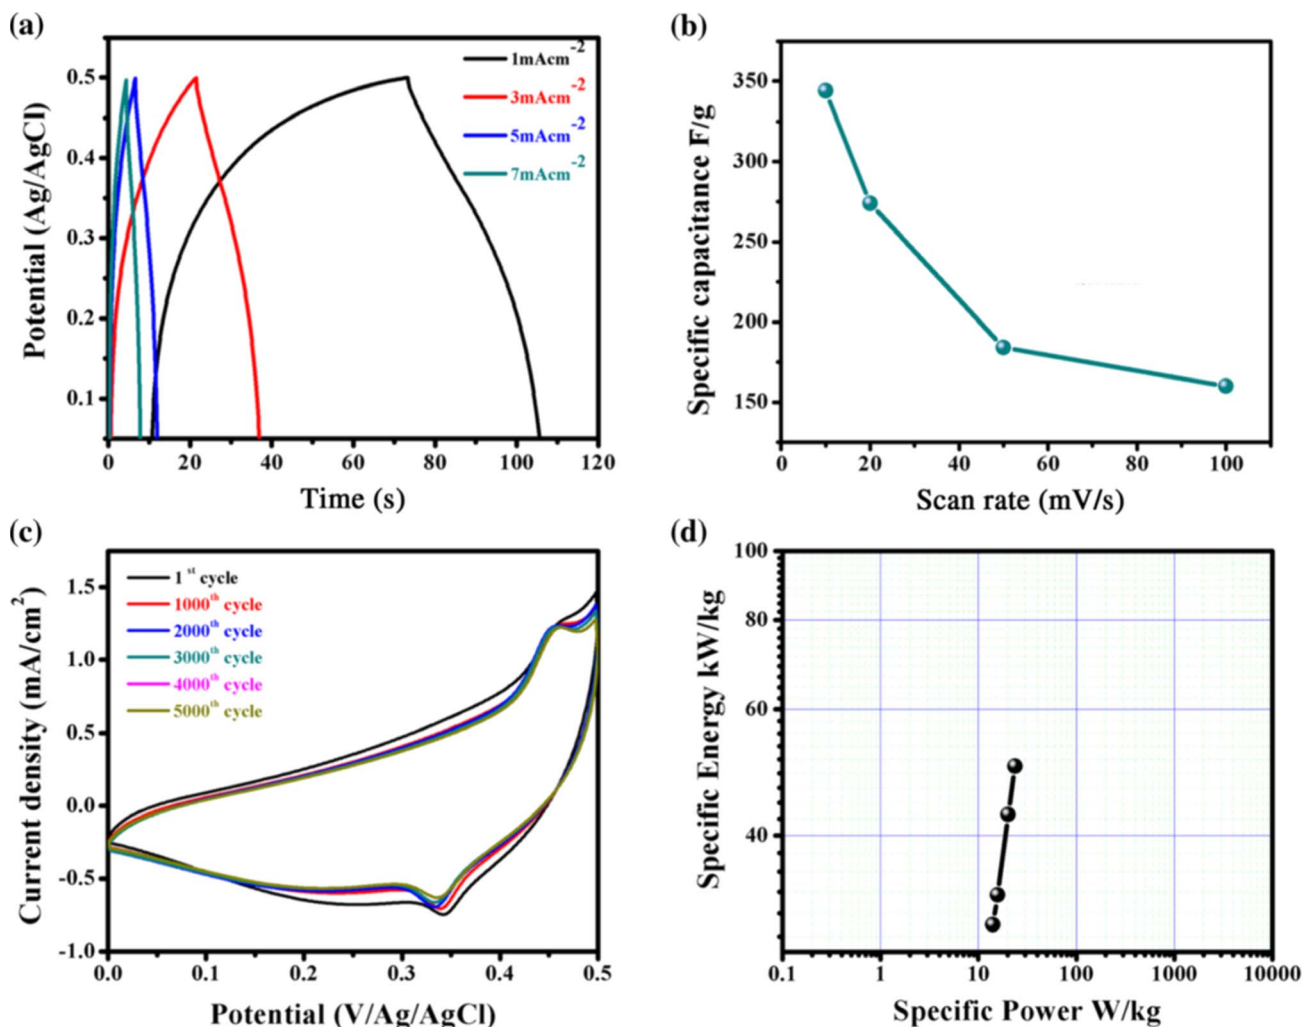 (a)
Potential (Ag/AgCl)
0.5
0.4
0.3
0.2
0.1
1mAcm-2
3mAcm-2
5mAcm-2
7mAcm-2
0 20 40 60 80 100 120
Time (s)
(b)
Specific capacitance F/g
350
300
250
200
150
0 20 40 60 80 100
Scan rate (mV/s)
(c)
Currrent density (mA/cm2)
1.5
1.0
0.5
0.0
-0.5
-1.0
1 st cycle
1000th cycle
2000th cycle
3000th cycle
4000th cycle
5000th cycle
0.0 0.1 0.2 0.3 0.4 0.5
Potential (V/Ag/AgCl)
(d)
Specific Energy kW/kg
100
80
60
40
0.1 1 10 100 1000 10000
Specific Power W/kg